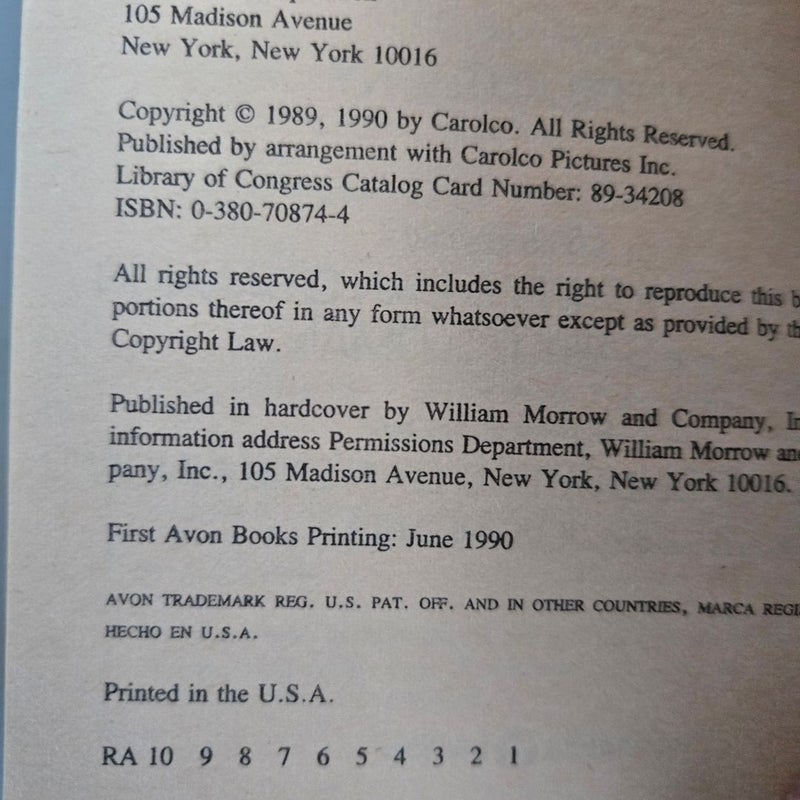 105 Madison Avenue
New York, New York 10016
Copyright © 1989, 1990 by Carolco. All Rights Reserved.
Published by arrangement with Carolco Pictures Inc.
Library of Congress Catalog Card Number: 89-34208
ISBN: 0-380-70874-4
All rights reserved, which includes the right to reproduce this b
portions thereof in any form whatsoever except as provided by th
Copyright Law.
Published in hardcover by William Morrow and Company, In
information address Permissions Department, William Morrow and
pany, Inc., 105 Madison Avenue, New York, New York 10016.
First Avon Books Printing: June 1990
AVON TRADEMARK REG. U.S. PAT. OFF. AND IN OTHER COUNTRIES, MARCA REGI
HECHO EN U.S.A.
Printed in the U.S.A.
RA 10 9 8 7 6 5 4 3 2 1